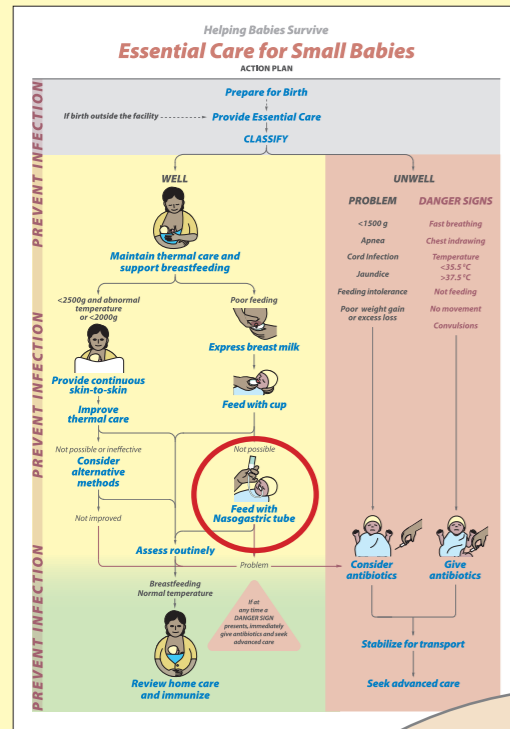 Helping Babies Survive
Essential Care for Small Babies
ACTION PLAN
PREVENT INFECTION
Prepare for Birth
If birth outside the facility
Provide Essential Care
CLASSIFY
WELL
Maintain thermal care and
support breastfeeding
PREVENT INFECTION
<2500g and abnormal
temperature
or <2000g
Provide continuous
skin-to-skin
Improve
thermal care
Not possible or ineffective
Consider
alternative
methods
Not improved
Poor feeding
Express breast milk
Feed with cup
Not possible
Feed with
Nasogastric tube
PREVENT INFECTION
Assess routinely
Problem
Breastfeeding
Normal temperature
Review home care
and immunize
If at
any time a
DANGER SIGN
presents, immediately
give antibiotics and seek
advanced care
UNWELL
PROBLEM
<1500 g
Apnea
Cord Infection
Jaundice
Feeding intolerance
Poor weight gain
or excess loss
DANGER SIGNS
Fast breathing
Chest indrawing
Temperature
<35.5 °C
>37.5 °C
Not feeding
No movement
Convulsions
Consider
antibiotics
Give
antibiotics
Stabilize for transport
Seek advanced care